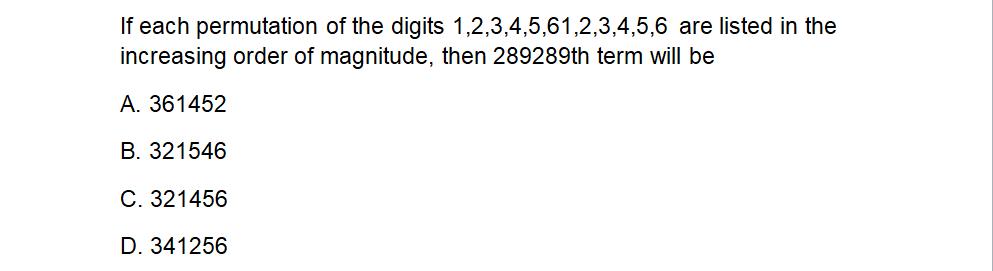 If each permutation of the digits 1,2,3,4,5,61,2,3,4,5,6 are listed in the
increasing order of magnitude, then 289289th term will be
A. 361452
B. 321546
C. 321456
D. 341256